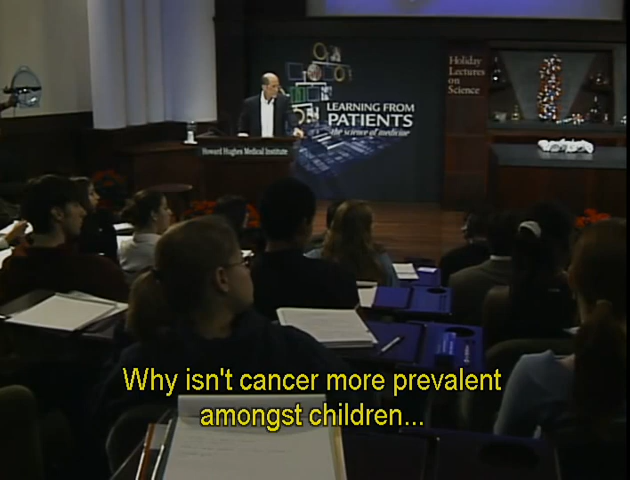 Holiday
Lectures
on
Science
LEARNING FROM
PATIENTS
the science of medicine
Howard Hughes Medical Institute
Why isn't cancer more prevalent
amongst children...